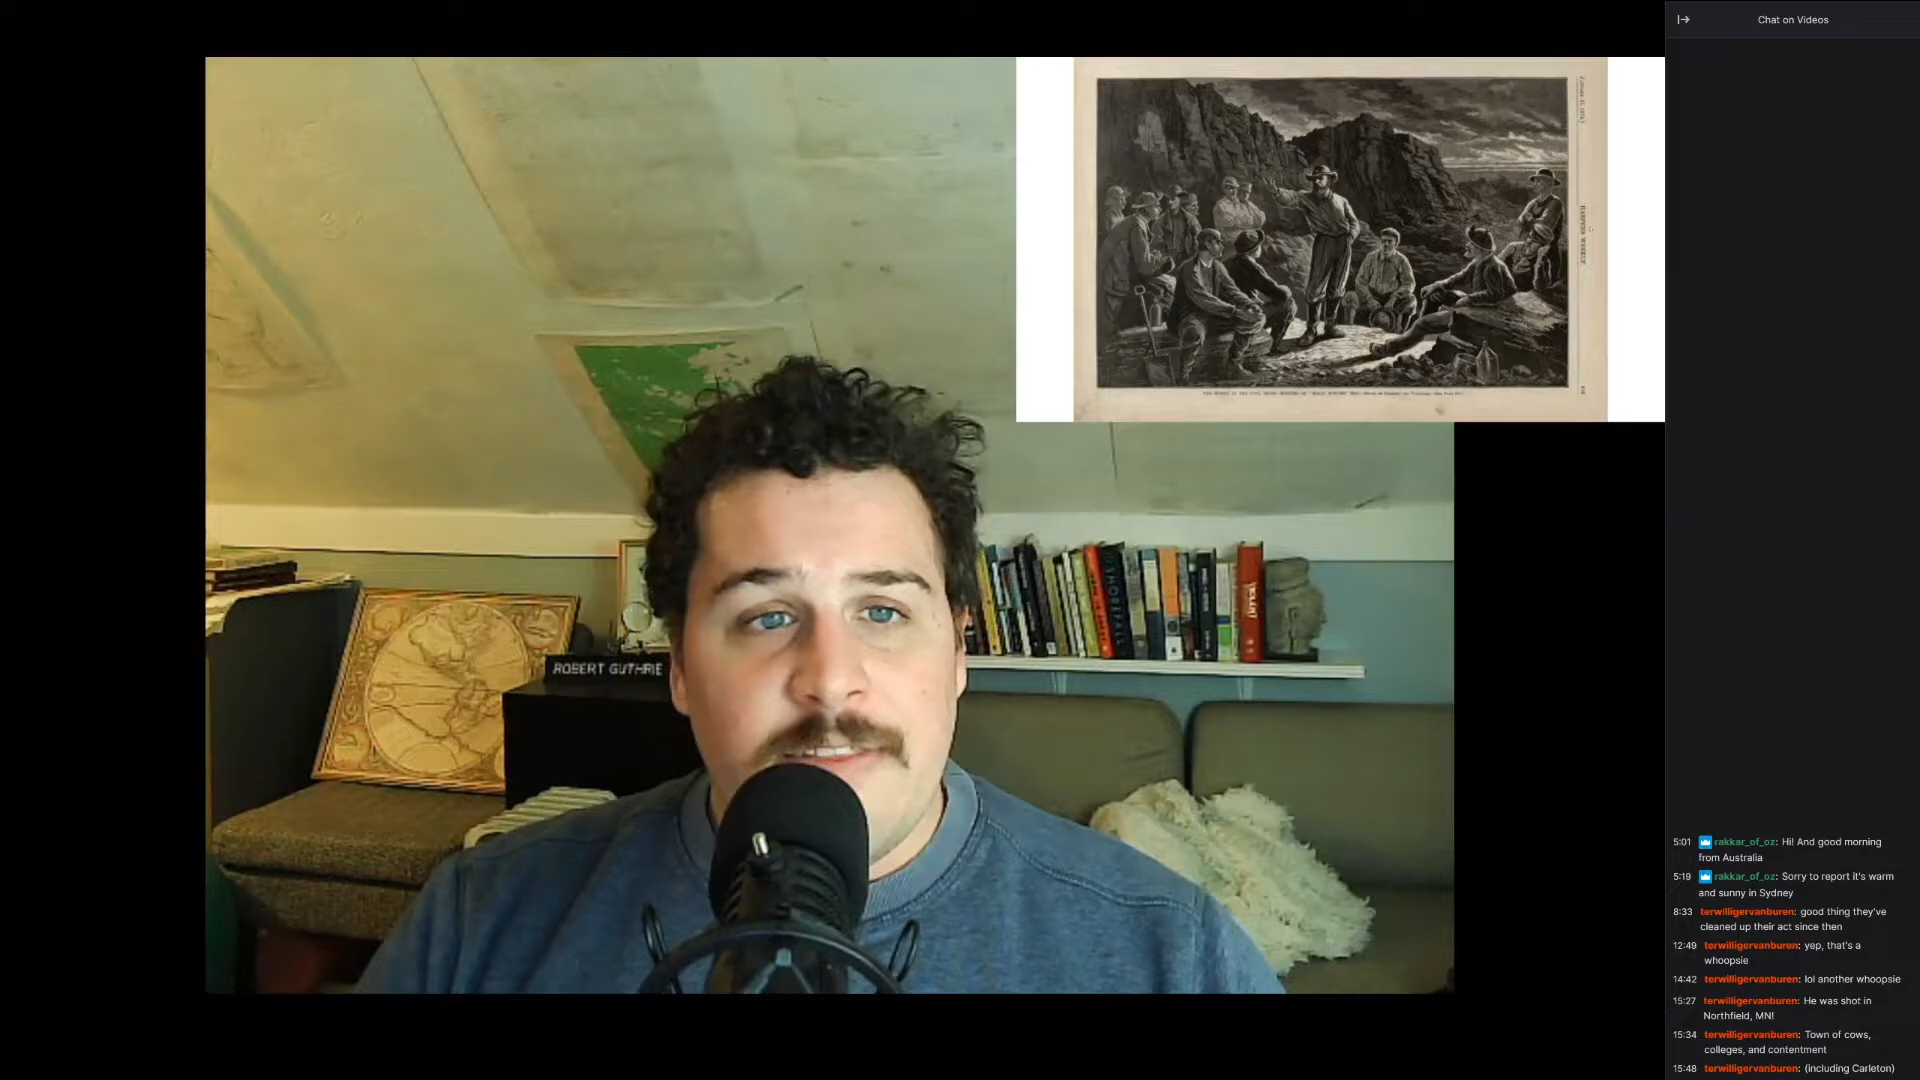 Chat on Videos
HARPER'S WEEKLY.
ROBERT GUTHRIE
SHOREFALL
5:01 rakkar_of_oz: Hi! And good morning
from Australia
5:19 rakkar_of_oz: Sorry to report it's warm
and sunny in Sydney
8:33 terwilligervanburen: good thing they've
cleaned up their act since then
12:49 terwilligervanburen: yep, that's a
whoopsie
14:42 terwilligervanburen: lol another whoopsie
15:27 terwilligervanburen: He was shot in
Northfield, MN!
15:34 terwilligervanburen: Town of cows,
colleges, and contentment
15:48 terwilligervanburen: (including Carleton)